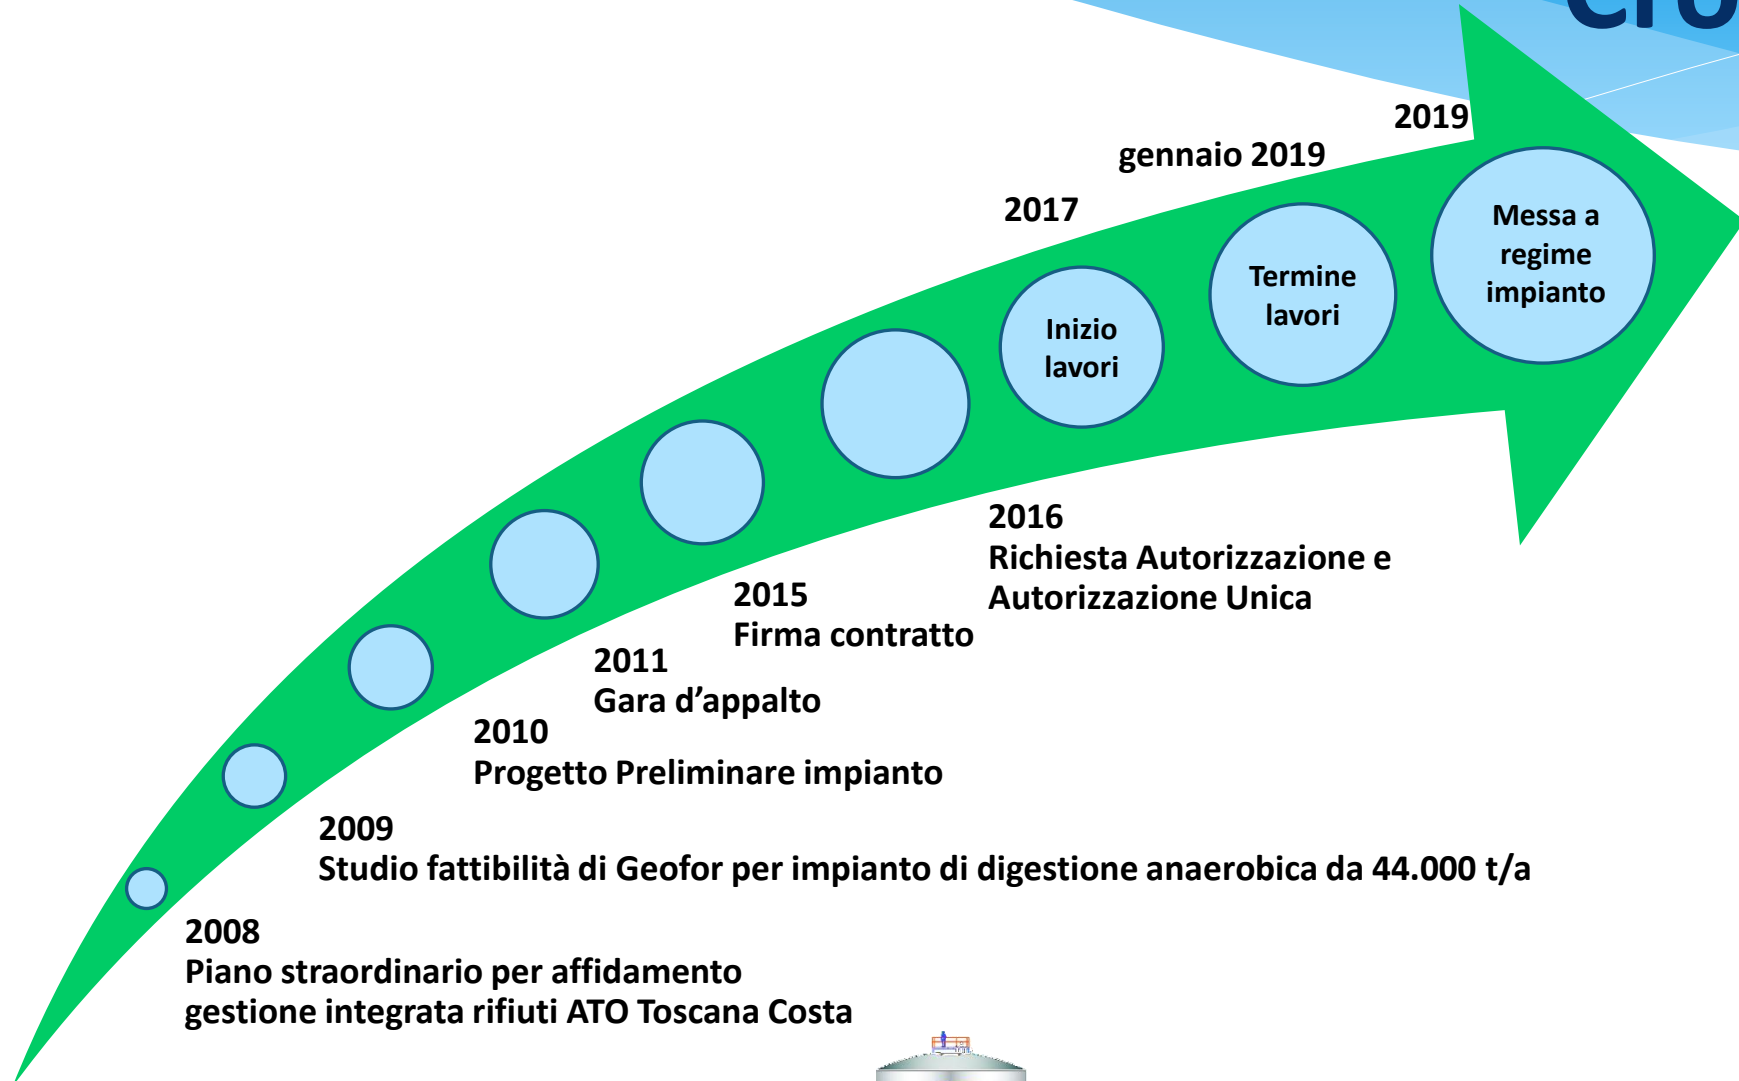 2019
gennaio 2019
2017
Messa a
regime
impianto
Termine
lavori
Inizio
lavori
2016
Richiesta Autorizzazione e
Autorizzazione Unica
2015
Firma contratto
2011
Gara d’appalto
2010
Progetto Preliminare impianto
2009
Studio fattibilità di Geofor per impianto di digestione anaerobica da 44.000 t/a
2008
Piano straordinario per affidamento
gestione integrata rifiuti ATO Toscana Costa